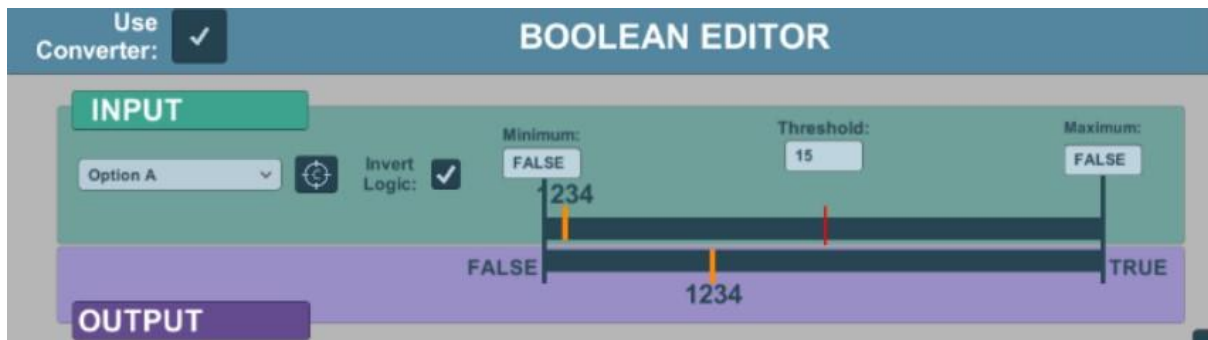 Use
Converter:
BOOLEAN EDITOR
INPUT
Minimum:
Threshold:
Maximum:
Option A
Invert
Logic:
FALSE
15
FALSE
1234
FALSE
TRUE
1234
OUTPUT